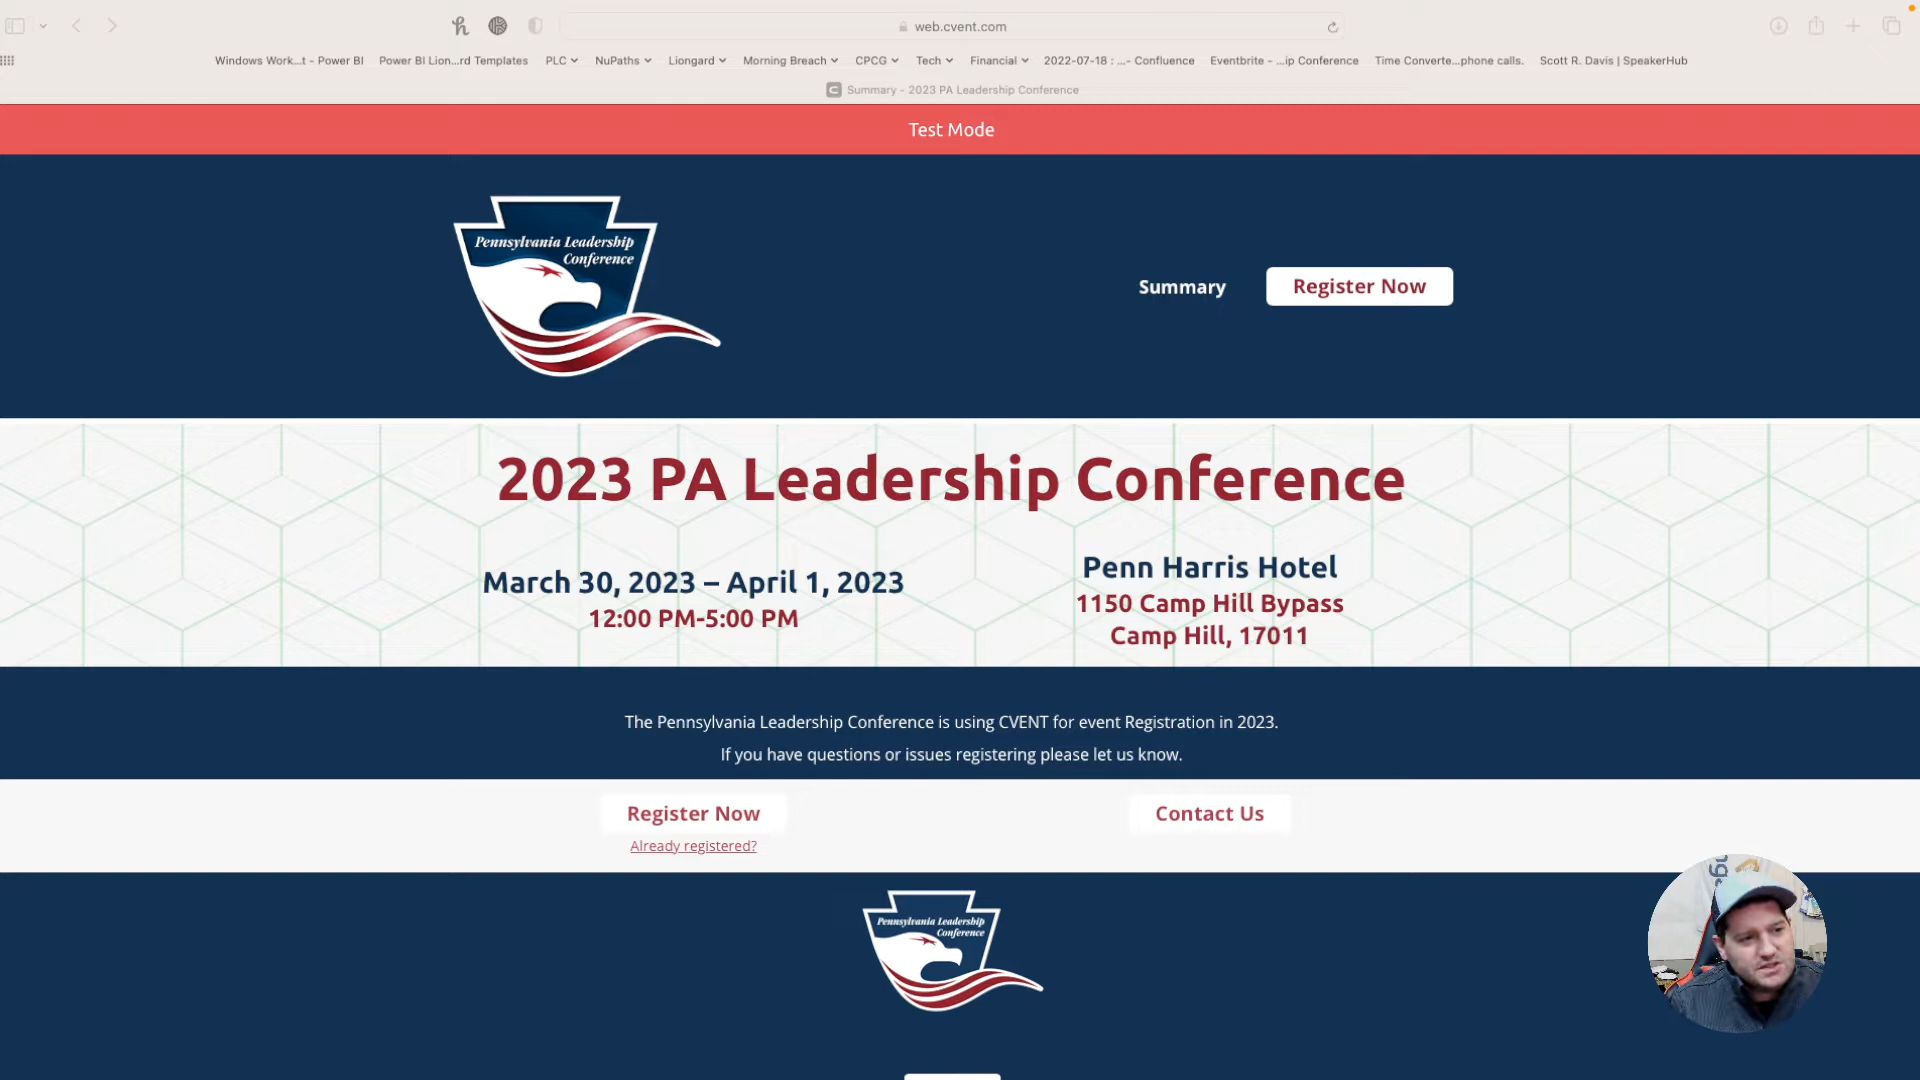 web.cvent.com
Windows Work...t - Power BI
Power BI Lion...rd Templates
PLC
NuPaths
Liongard
Morning Breach
CPCG
Tech
Financial
2022-07-18 : ...- Confluence
Eventbrite - ...ip Conference
Time Converte...phone calls.
Scott R. Davis | SpeakerHub
Summary - 2023 PA Leadership Conference
Test Mode
Pennsylvania Leadership
Conference
Summary
Register Now
2023 PA Leadership Conference
March 30, 2023 – April 1, 2023
12:00 PM-5:00 PM
Penn Harris Hotel
1150 Camp Hill Bypass
Camp Hill, 17011
The Pennsylvania Leadership Conference is using CVENT for event Registration in 2023.
If you have questions or issues registering please let us know.
Register Now
Already registered?
Contact Us
Pennsylvania Leadership
Conference